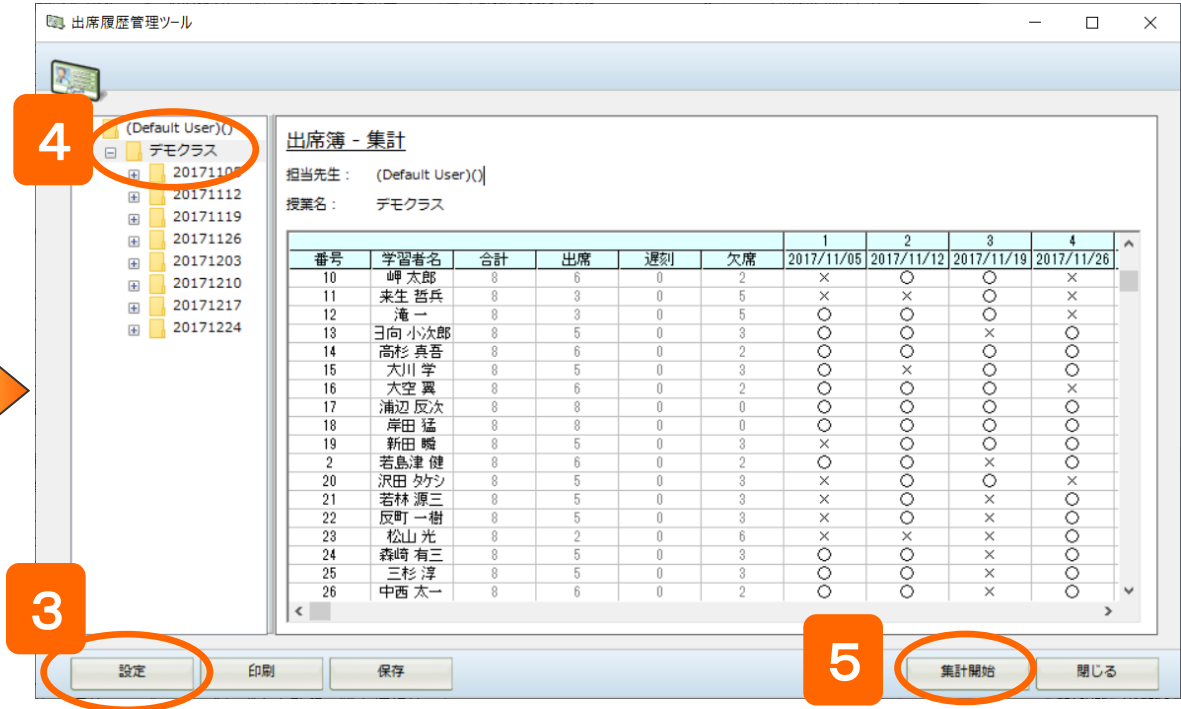 出席履歴管理ツール
4
(Default User)()
デモクラス
20171105
20171112
20171119
20171126
20171203
20171210
20171217
20171224
出席簿 - 集計
担当先生： (Default User)()
授業名： デモクラス
1 2 3 4
番号 学習者名 合計 出席 遅刻 欠席 2017/11/05 2017/11/12 2017/11/19 2017/11/26
10 岬 太郎 8 6 0 2 × ○ ○ ×
11 来生 哲兵 8 3 0 5 × × ○ ×
12 滝 一 8 3 0 5 ○ ○ ○ ×
13 日向 小次郎 8 5 0 3 ○ ○ × ○
14 高杉 真吾 8 6 0 2 ○ ○ ○ ○
15 大川 学 8 5 0 3 ○ × ○ ○
16 大空 翼 8 6 0 2 ○ ○ ○ ×
17 浦辺 反次 8 8 0 0 ○ ○ ○ ○
18 岸田 猛 8 8 0 0 ○ ○ ○ ○
19 新田 瞬 8 5 0 3 × ○ ○ ○
2 若島津 健 8 6 0 2 ○ ○ × ○
20 沢田 タケシ 8 5 0 3 × ○ ○ ×
21 若林 源三 8 5 0 3 × ○ × ○
22 反町 一樹 8 5 0 3 × ○ × ○
23 松山 光 8 2 0 6 × × × ○
24 森崎 有三 8 5 0 3 ○ ○ × ○
25 三杉 淳 8 5 0 3 ○ ○ × ○
26 中西 太一 8 6 0 2 ○ ○ × ○
3
5
設定 印刷 保存 集計開始 閉じる